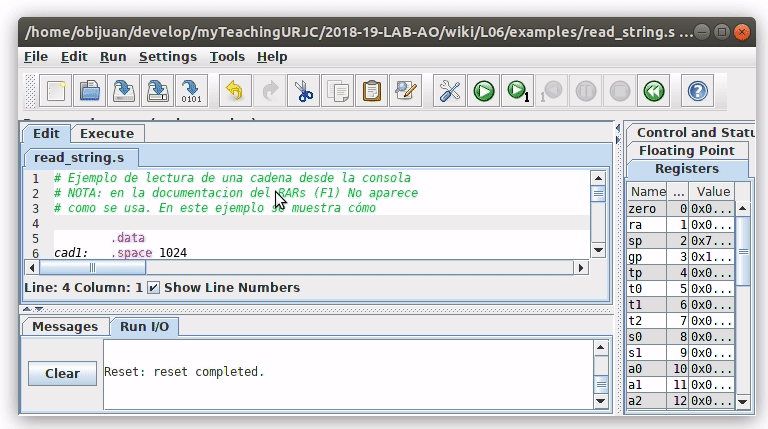 /home/obijuan/develop/myTeachingURJC/2018-19-LAB-AO/wiki/L06/examples/read_string.s ...
File Edit Run Settings Tools Help
0101
1
1
Edit Execute
read_string.s
1 # Ejemplo de lectura de una cadena desde la consola
2 # NOTA: en la documentacion del RARs (F1) No aparece
3 # como se usa. En este ejemplo se muestra cómo
4
5 .data
6 cad1: .space 1024
Line: 4 Column: 1 Show Line Numbers
Messages Run I/O
Clear
Reset: reset completed.
Control and Statu
Floating Point
Registers
Name ... Value
zero 0 0x0...
ra 1 0x0...
sp 2 0x7...
gp 3 0x1...
tp 4 0x0...
t0 5 0x0...
t1 6 0x0...
t2 7 0x0...
s0 8 0x0...
s1 9 0x0...
a0 10 0x0...
a1 11 0x0...
a2 12 0x0...